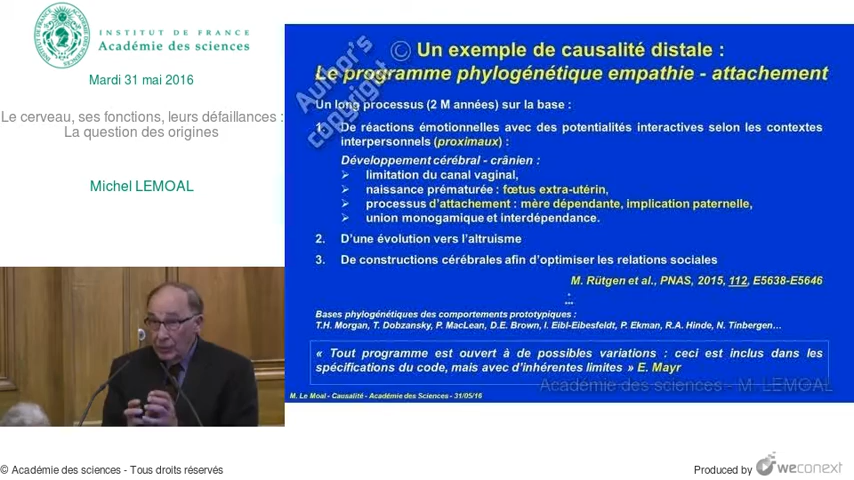 INSTITUT DE FRANCE
Académie des sciences
Mardi 31 mai 2016
Le cerveau, ses fonctions, leurs défaillances :
La question des origines
Michel LEMOAL
Author's
© copyright
Un exemple de causalité distale :
Le programme phylogénétique empathie - attachement
Un long processus (2 M années) sur la base :
1. De réactions émotionnelles avec des potentialités interactives selon les contextes
interpersonnels (proximaux) :
Développement cérébral - crânien :
➢ limitation du canal vaginal,
➢ naissance prématurée : fœtus extra-utérin,
➢ processus d'attachement : mère dépendante, implication paternelle,
➢ union monogamique et interdépendance.
2. D'une évolution vers l'altruisme
3. De constructions cérébrales afin d'optimiser les relations sociales
M. Rütgen et al., PNAS, 2015, 112, E5638-E5646
Bases phylogénétiques des comportements prototypiques :
T.H. Morgan, T. Dobzansky, P. MacLean, D.E. Brown, I. Eibl-Eibesfeldt, P. Ekman, R.A. Hinde, N. Tinbergen…
« Tout programme est ouvert à de possibles variations : ceci est inclus dans les
spécifications du code, mais avec d'inhérentes limites » E. Mayr
Académie des sciences - M. LEMOAL
M. Le Moal - Causalité - Académie des Sciences - 31/05/16
© Académie des sciences - Tous droits réservés
Produced by weconext